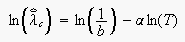 ln(λ̂̄_c) = ln(1/b) − α ln(T)